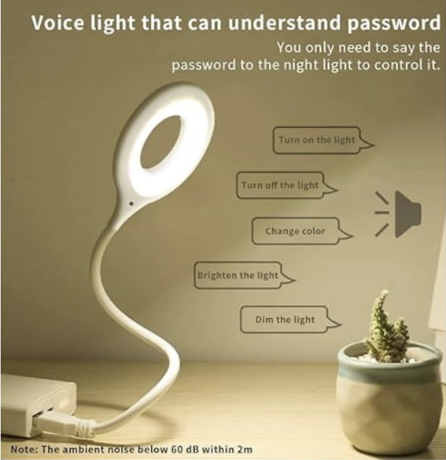 Voice light that can understand password
You only need to say the
password to the night light to control it.
Turn on the light
Turn off the light
Change color
Brighten the light
Dim the light
Note: The ambient noise below 60 dB within 2m